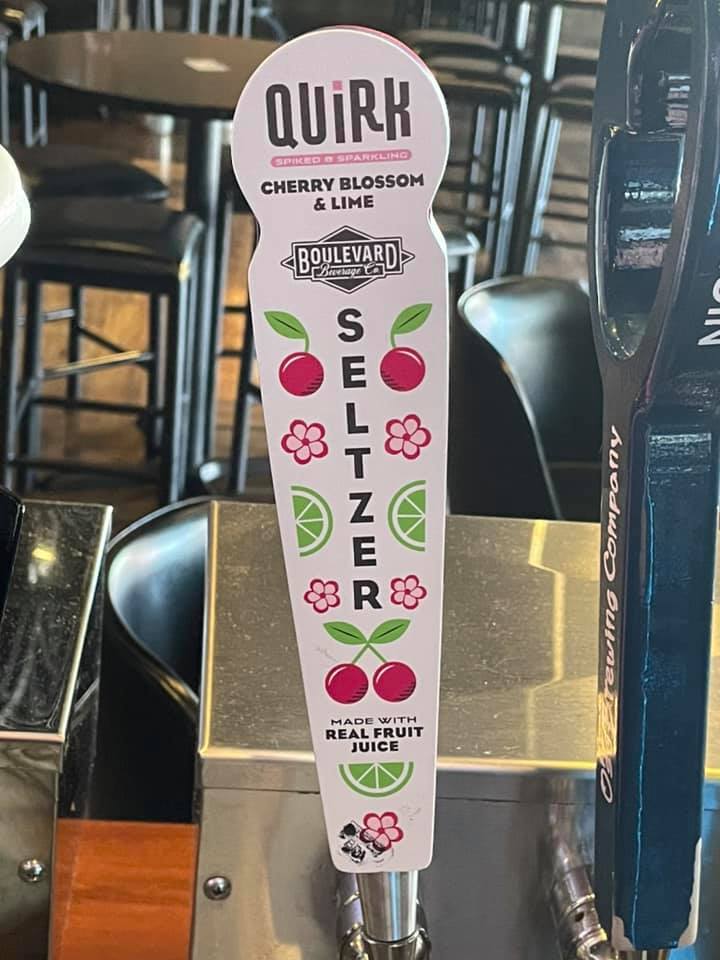 QUiRK
SPIKED & SPARKLING
CHERRY BLOSSOM
& LIME
BOULEVARD
Beverage Co.
SELTZER
MADE WITH
REAL FRUIT
JUICE
Brewing Company